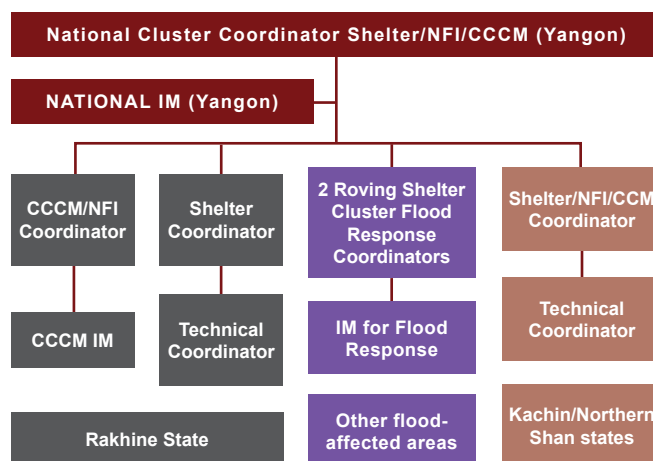 National Cluster Coordinator Shelter/NFI/CCCM (Yangon)
NATIONAL IM (Yangon)
CCCM/NFI
Coordinator
Shelter
Coordinator
2 Roving Shelter
Cluster Flood
Response
Coordinators
Shelter/NFI/CCM
Coordinator
CCCM IM
Technical
Coordinator
IM for Flood
Response
Technical
Coordinator
Rakhine State
Other flood-
affected areas
Kachin/Northern
Shan states